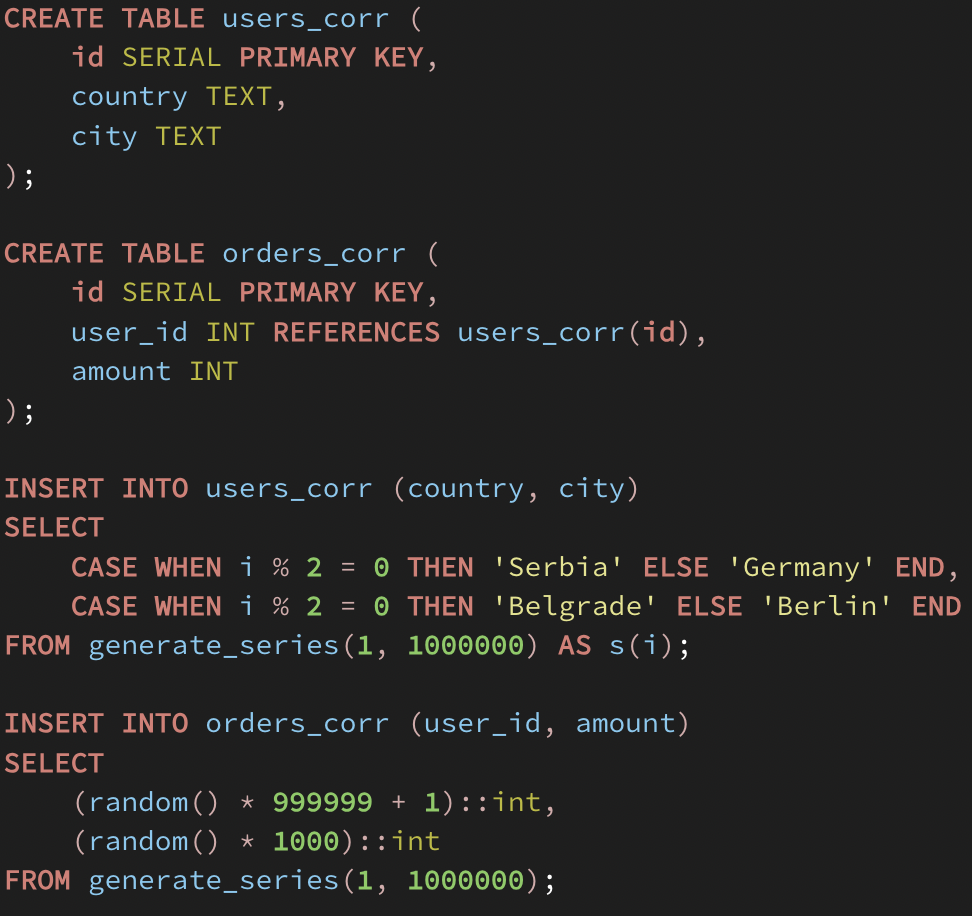 CREATE TABLE users_corr (
    id SERIAL PRIMARY KEY,
    country TEXT,
    city TEXT
);

CREATE TABLE orders_corr (
    id SERIAL PRIMARY KEY,
    user_id INT REFERENCES users_corr(id),
    amount INT
);

INSERT INTO users_corr (country, city)
SELECT
    CASE WHEN i % 2 = 0 THEN 'Serbia' ELSE 'Germany' END,
    CASE WHEN i % 2 = 0 THEN 'Belgrade' ELSE 'Berlin' END
FROM generate_series(1, 1000000) AS s(i);

INSERT INTO orders_corr (user_id, amount)
SELECT
    (random() * 999999 + 1)::int,
    (random() * 1000)::int
FROM generate_series(1, 1000000);